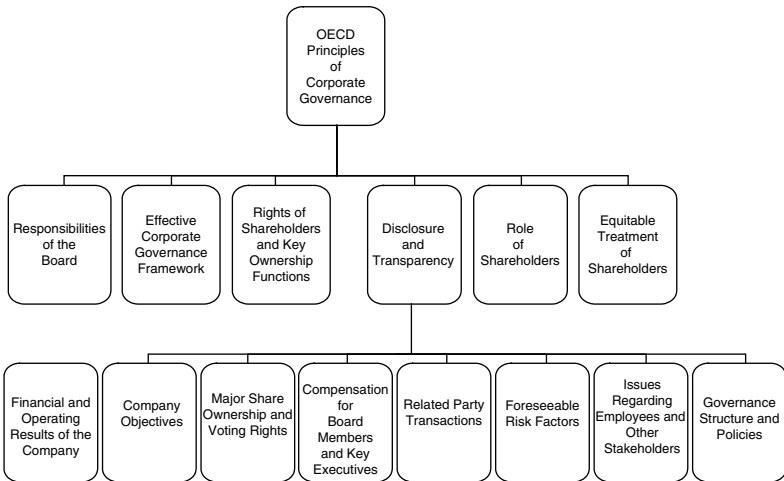 OECD
Principles
of
Corporate
Governance
Responsibilities
of the
Board
Effective
Corporate
Governance
Framework
Rights of
Shareholders
and Key
Ownership
Functions
Disclosure
and
Transparency
Role
of
Shareholders
Equitable
Treatment
of
Shareholders
Financial and
Operating
Results of the
Company
Company
Objectives
Major Share
Ownership and
Voting Rights
Compensation
for
Board
Members
and Key
Executives
Related Party
Transactions
Foreseeable
Risk Factors
Issues
Regarding
Employees and
Other
Stakeholders
Governance
Structure and
Policies